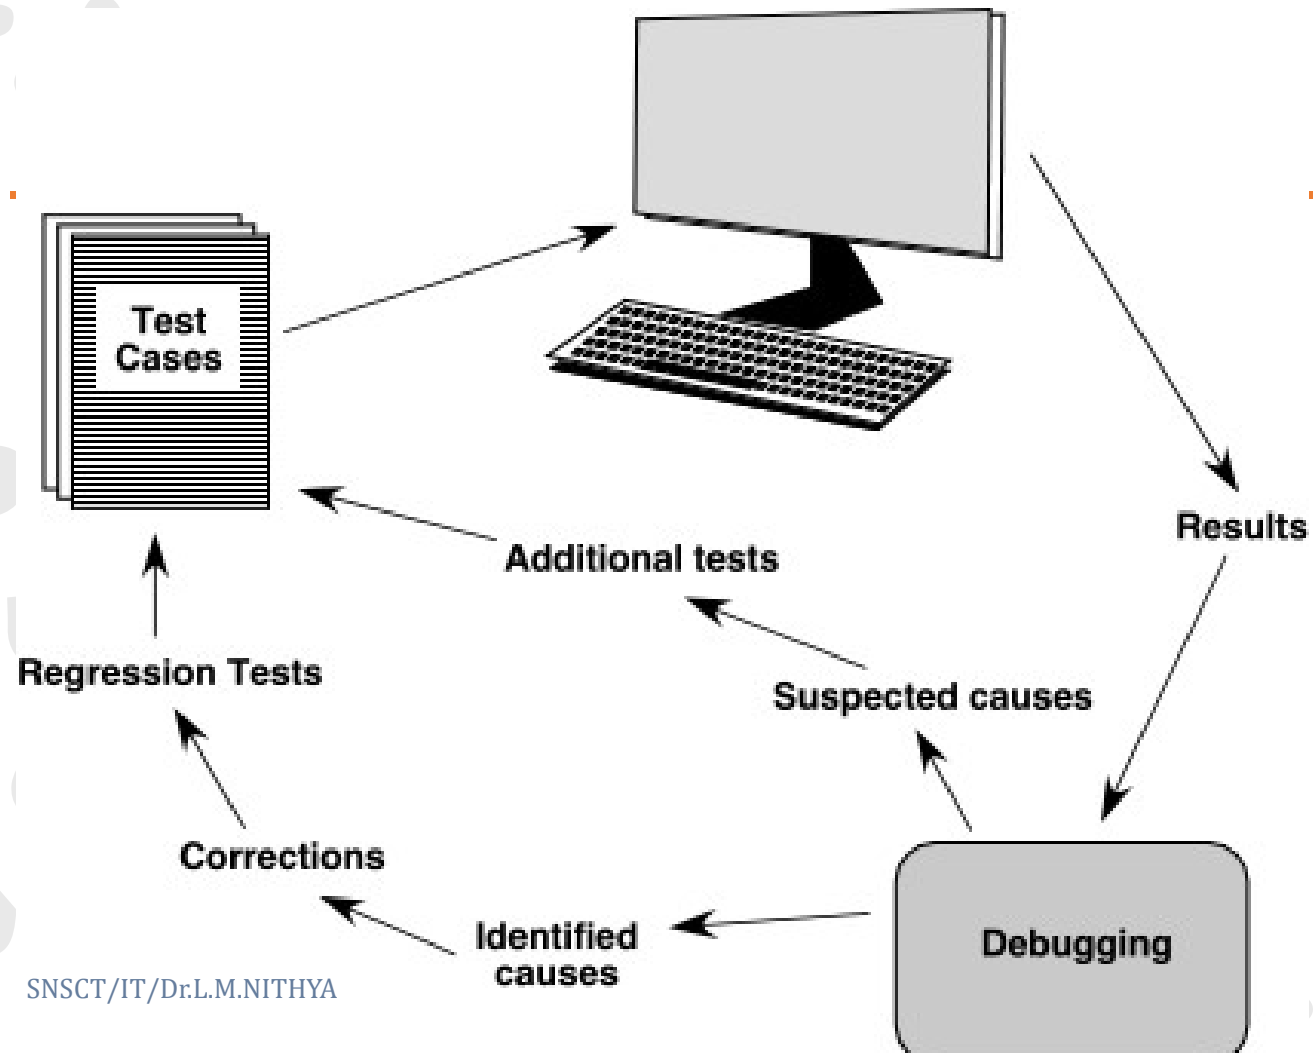 Test
Cases
Results
Additional tests
Regression Tests
Suspected causes
Corrections
Identified
causes
Debugging
SNSCT/IT/Dr.L.M.NITHYA